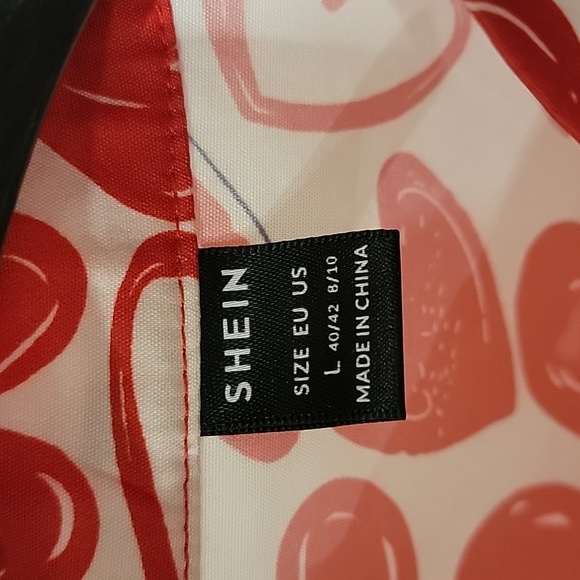 SHEIN
SIZE EU US
L 40/42 8/10
MADE IN CHINA